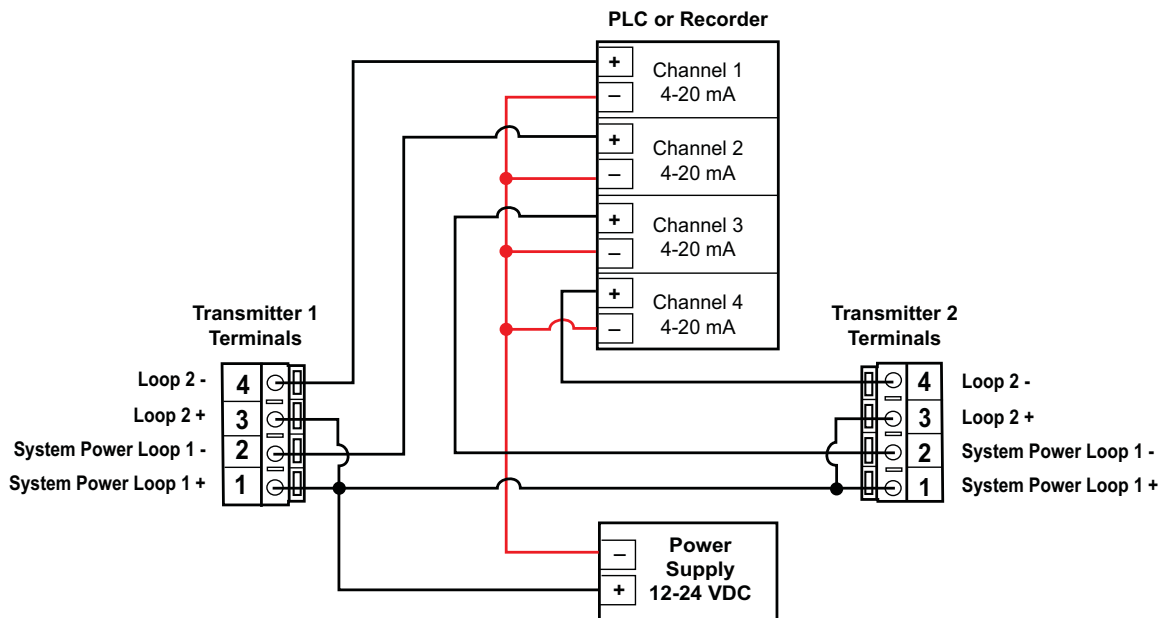 PLC or Recorder
+
Channel 1
4-20 mA
–
+
Channel 2
4-20 mA
–
+
Channel 3
4-20 mA
–
+
Channel 4
4-20 mA
–
Transmitter 1
Terminals
Loop 2 - 4
Loop 2 + 3
System Power Loop 1 - 2
System Power Loop 1 + 1
Transmitter 2
Terminals
4 Loop 2 -
3 Loop 2 +
2 System Power Loop 1 -
1 System Power Loop 1 +
–
+
Power
Supply
12-24 VDC